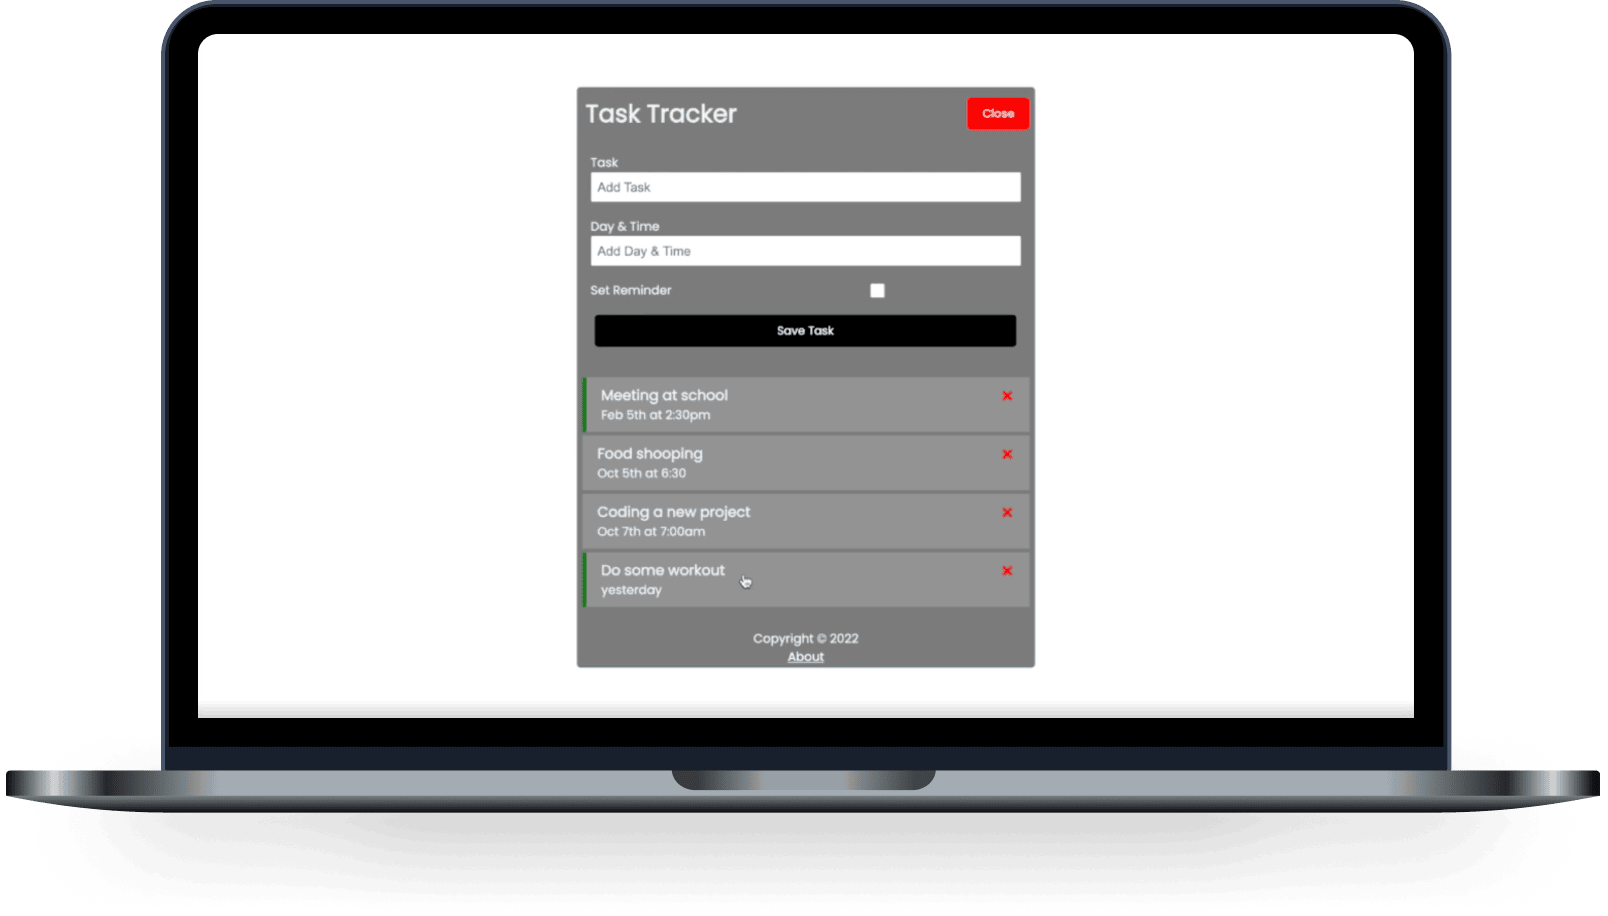 Task Tracker
Close
Task
Add Task
Day & Time
Add Day & Time
Set Reminder
Save Task
Meeting at school
Feb 5th at 2:30pm
Food shooping
Oct 5th at 6:30
Coding a new project
Oct 7th at 7:00am
Do some workout
yesterday
Copyright © 2022
About